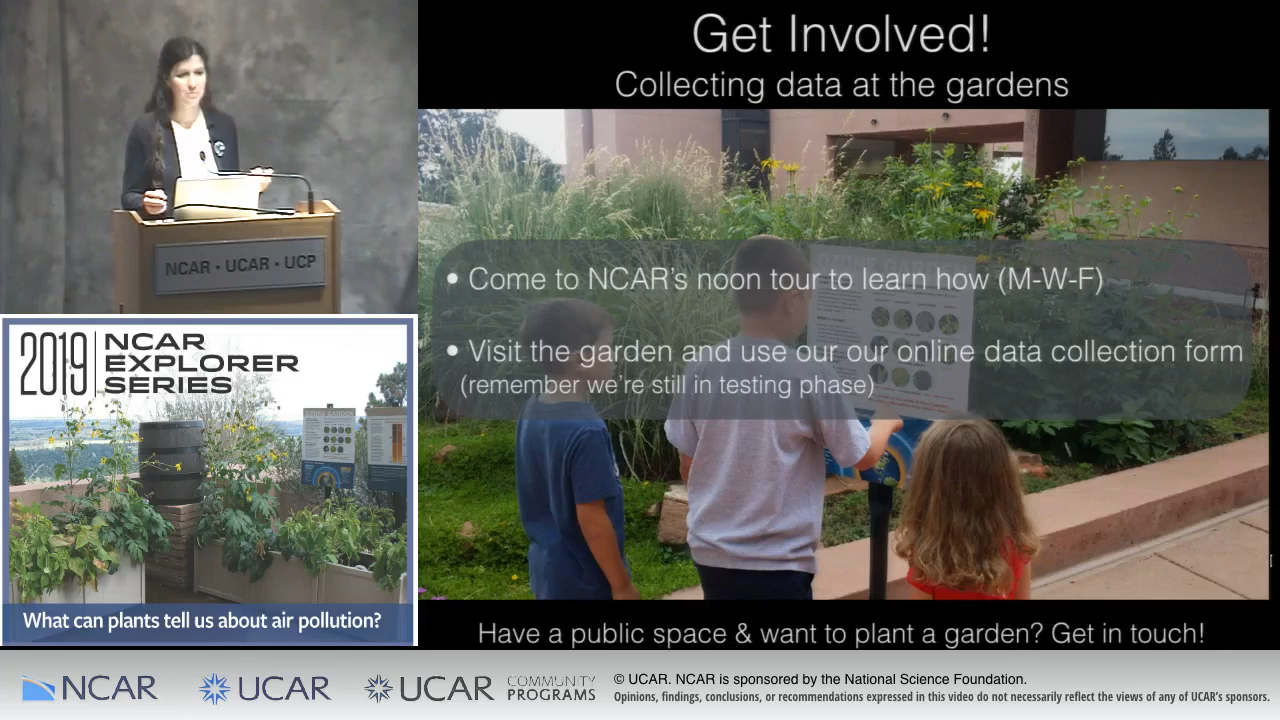 Get Involved!
Collecting data at the gardens
• Come to NCAR's noon tour to learn how (M-W-F)
• Visit the garden and use our our online data collection form
(remember we're still in testing phase)
Have a public space & want to plant a garden? Get in touch!
NCAR • UCAR • UCP
2019 NCAR
EXPLORER
SERIES
What can plants tell us about air pollution?
NCAR
UCAR
UCAR
COMMUNITY
PROGRAMS
© UCAR. NCAR is sponsored by the National Science Foundation.
Opinions, findings, conclusions, or recommendations expressed in this video do not necessarily reflect the views of any of UCAR's sponsors.